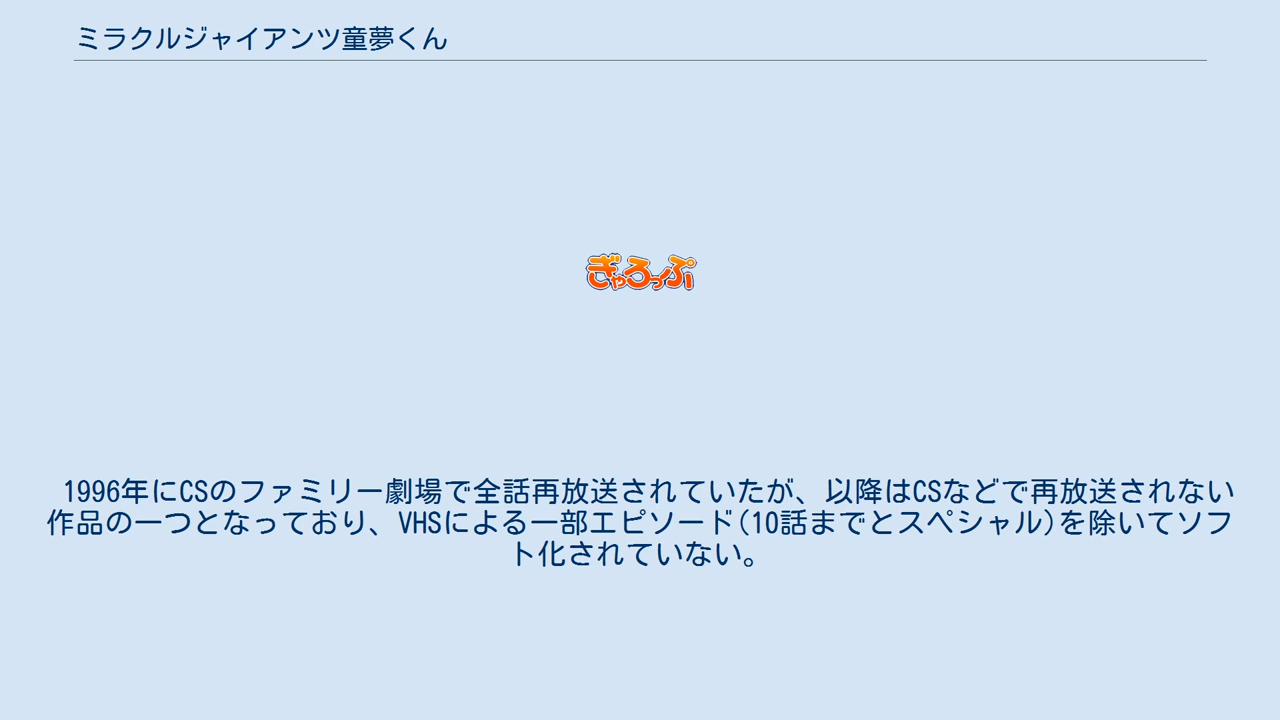 ミラクルジャイアンツ童夢くん
ぎゃろっぷ
1996年にCSのファミリー劇場で全話再放送されていたが、以降はCSなどで再放送されない
作品の一つとなっており、VHSによる一部エピソード(10話までとスペシャル)を除いてソフ
ト化されていない。